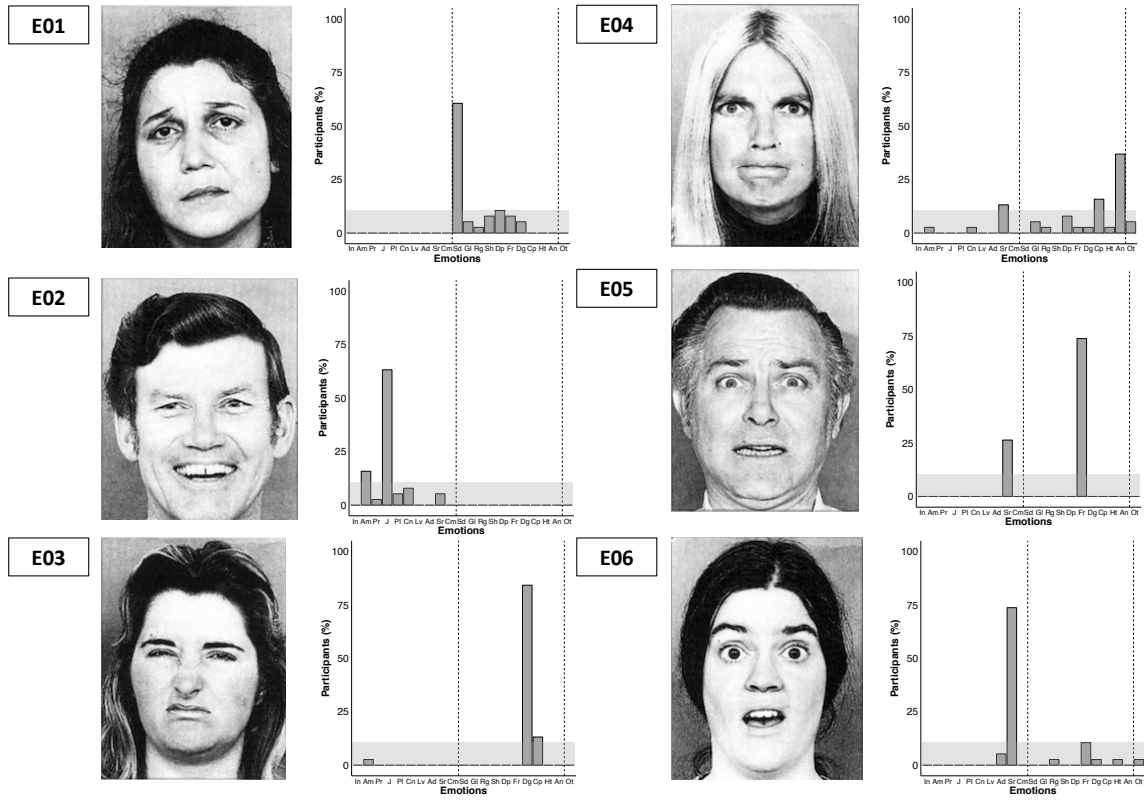 E01
100
75
50
25
0
Participants (%)
In Am Pr J Pl Cn Lv Ad Sr Cm Sd Gl Rg Sh Dp Fr Dg Cp Ht An Ot
Emotions
E04
100
75
50
25
0
Participants (%)
In Am Pr J Pl Cn Lv Ad Sr Cm Sd Gl Rg Sh Dp Fr Dg Cp Ht An Ot
Emotions
E02
100
75
50
25
0
Participants (%)
In Am Pr J Pl Cn Lv Ad Sr Cm Sd Gl Rg Sh Dp Fr Dg Cp Ht An Ot
Emotions
E05
100
75
50
25
0
Participants (%)
In Am Pr J Pl Cn Lv Ad Sr Cm Sd Gl Rg Sh Dp Fr Dg Cp Ht An Ot
Emotions
E03
100
75
50
25
0
Participants (%)
In Am Pr J Pl Cn Lv Ad Sr Cm Sd Gl Rg Sh Dp Fr Dg Cp Ht An Ot
Emotions
E06
100
75
50
25
0
Participants (%)
In Am Pr J Pl Cn Lv Ad Sr Cm Sd Gl Rg Sh Dp Fr Dg Cp Ht An Ot
Emotions